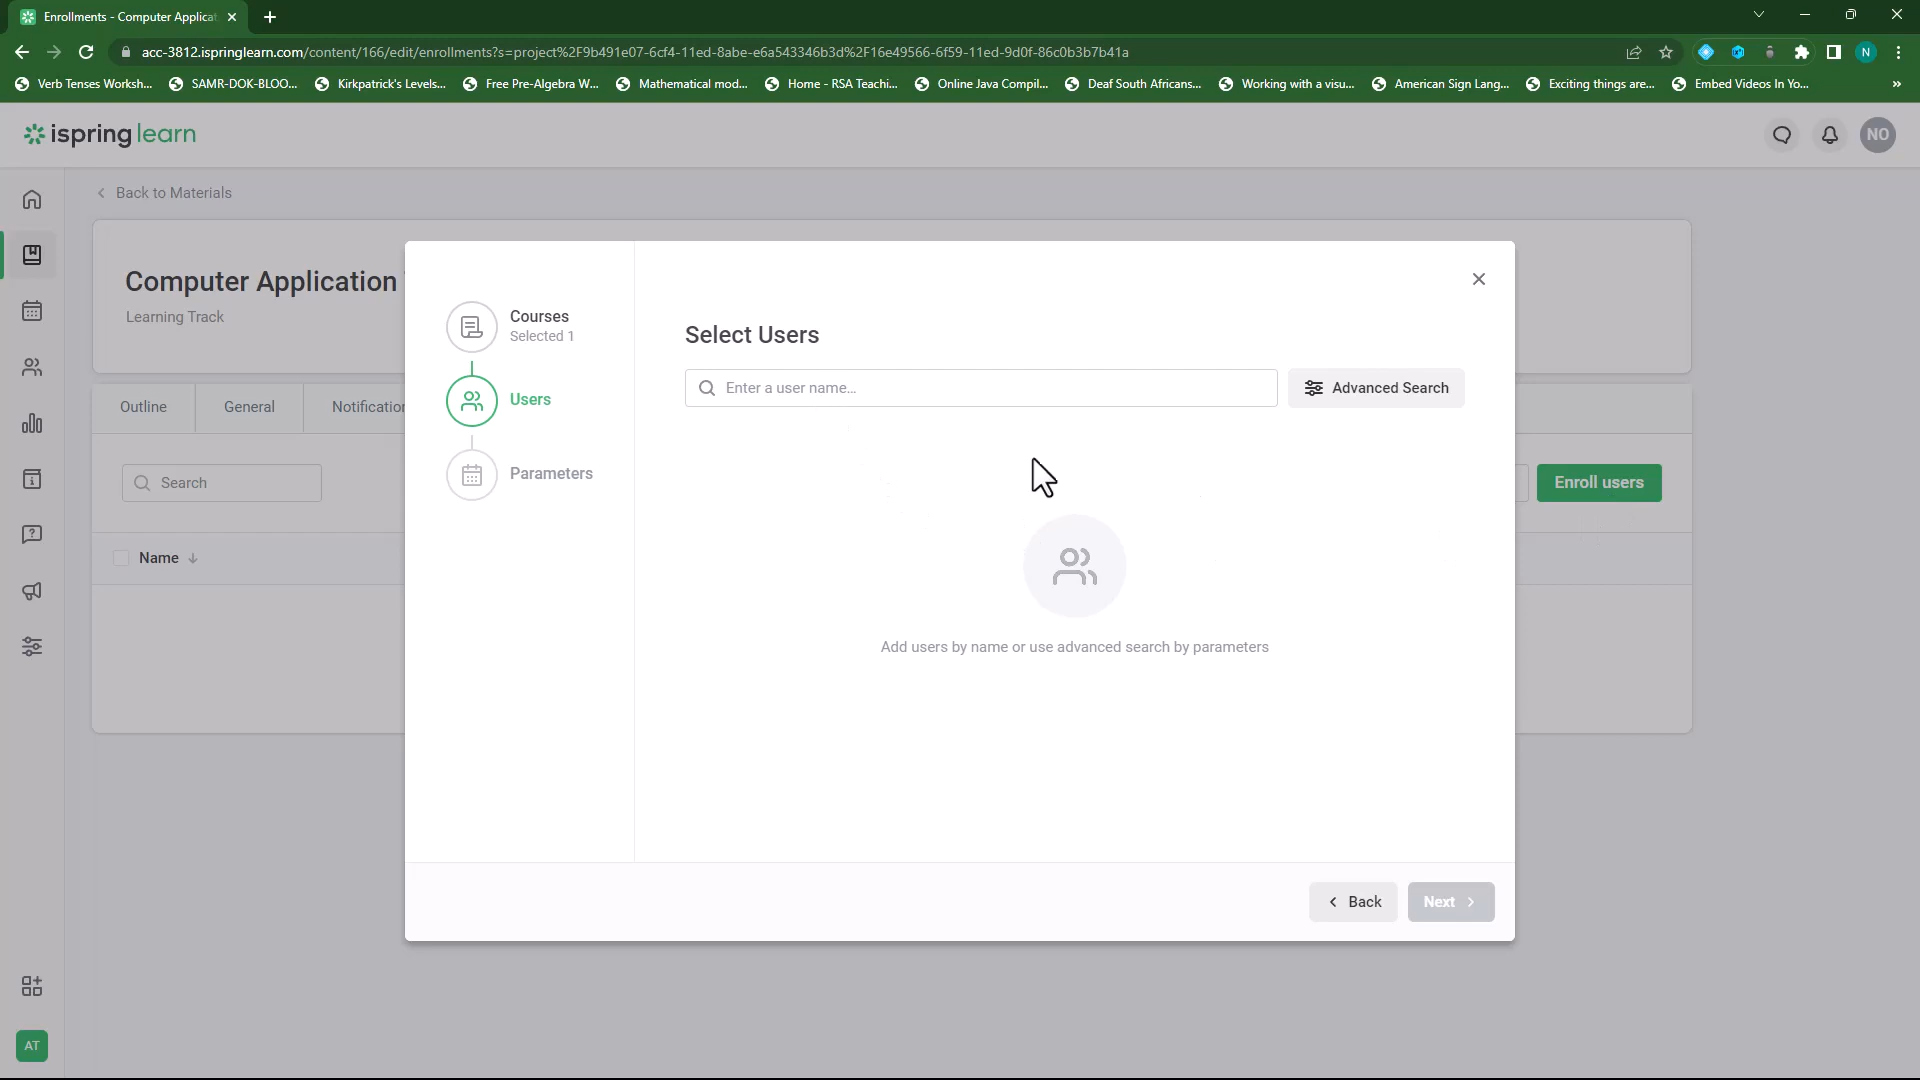 Enrollments - Computer Applicat
acc-3812.ispringlearn.com/content/166/edit/enrollments?s=project%2F9b491e07-6cf4-11ed-8abe-e6a543346b3d%2F16e49566-6f59-11ed-9d0f-86c0b3b7b41a
N
Verb Tenses Worksh...
SAMR-DOK-BLOO...
Kirkpatrick's Levels...
Free Pre-Algebra W...
Mathematical mod...
Home - RSA Teachi...
Online Java Compil...
Deaf South Africans...
Working with a visu...
American Sign Lang...
Exciting things are...
Embed Videos In Yo...
ispring learn
NO
Back to Materials
Computer Application
Learning Track
Outline
General
Notification
Search
Enroll users
Name
Courses
Selected 1
Users
Parameters
Select Users
Enter a user name...
Advanced Search
Add users by name or use advanced search by parameters
Back
Next
AT